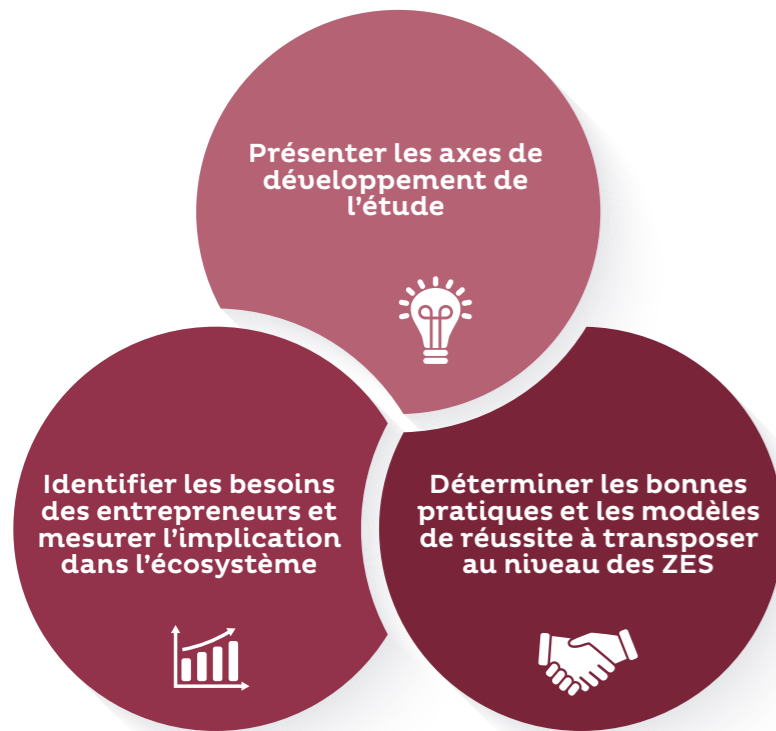 Présenter les axes de
développement de
l’étude
Identifier les besoins
des entrepreneurs et
mesurer l’implication
dans l’écosystème
Déterminer les bonnes
pratiques et les modèles
de réussite à transposer
au niveau des ZES